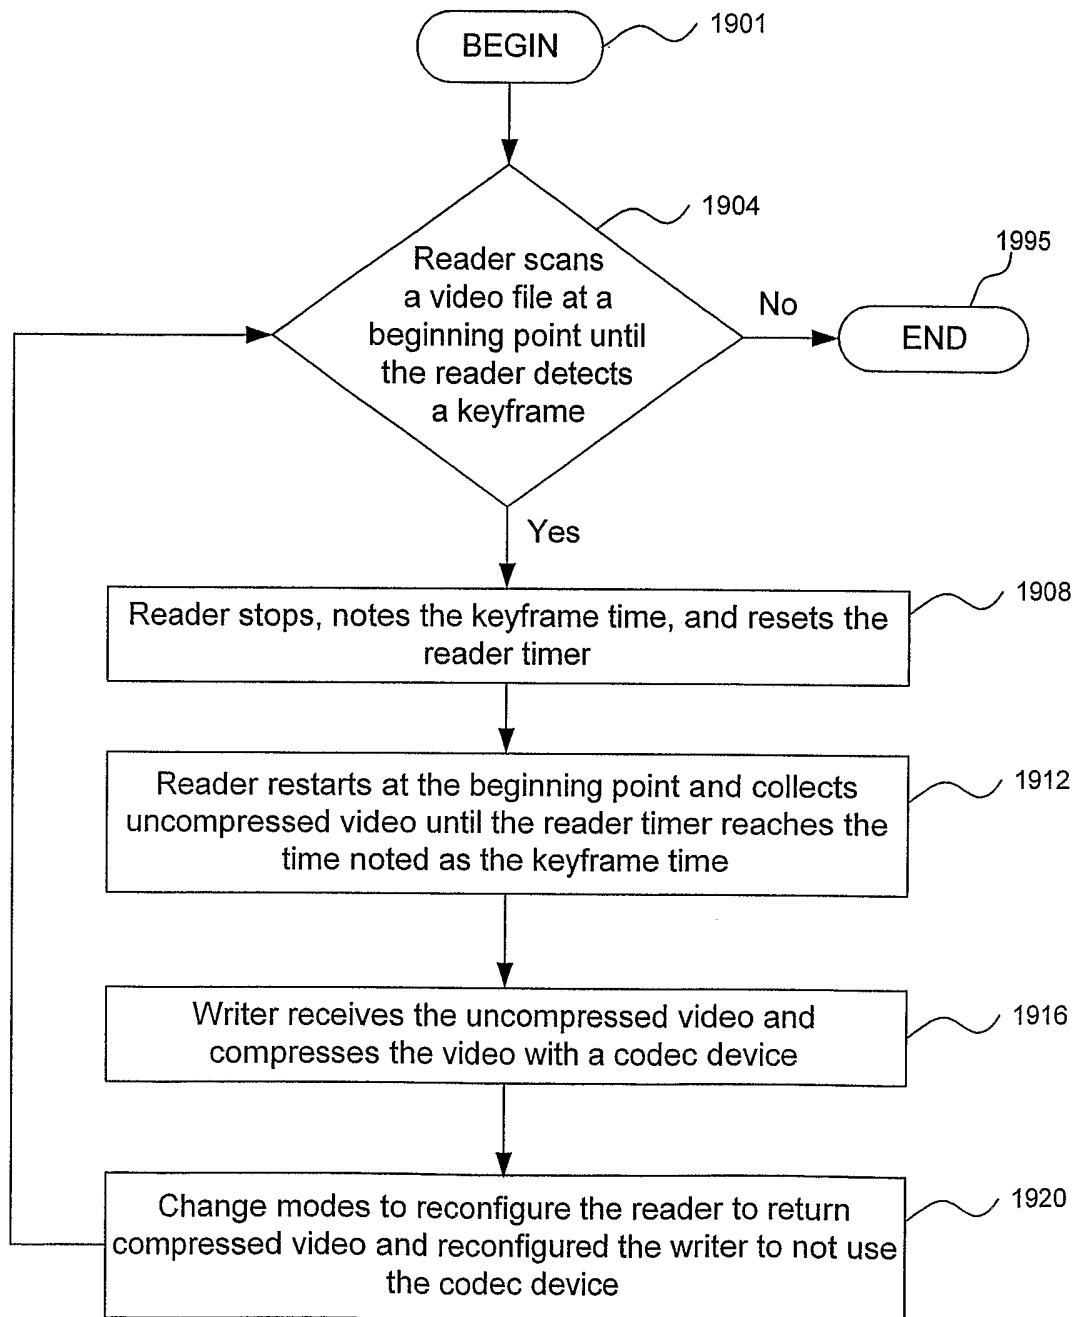 BEGIN
1901
1904
Reader scans
a video file at a
beginning point until
the reader detects
a keyframe
No
1995
END
Yes
Reader stops, notes the keyframe time, and resets the
reader timer
1908
Reader restarts at the beginning point and collects
uncompressed video until the reader timer reaches the
time noted as the keyframe time
1912
Writer receives the uncompressed video and
compresses the video with a codec device
1916
Change modes to reconfigure the reader to return
compressed video and reconfigured the writer to not use
the codec device
1920